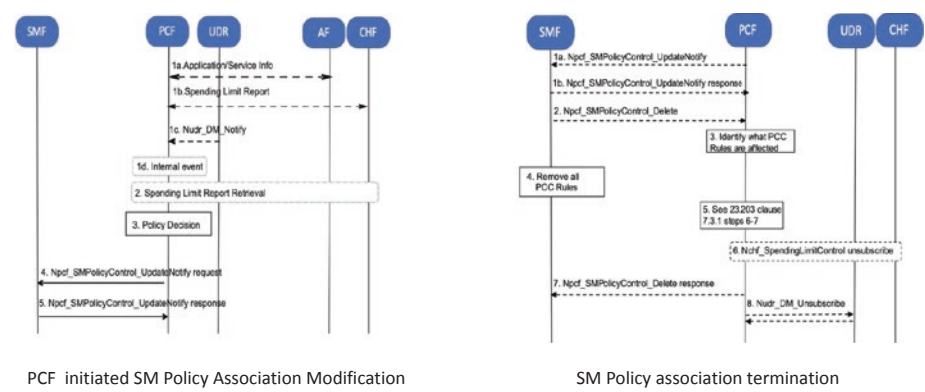 SMF
PCF
UDR
AF
CHF
1a.Application/Service Info
1b.Spending Limit Report
1c. Nudr_DM_Notify
1d. Internal event
2. Spending Limit Report Retrieval
3. Policy Decision
4. Npcf_SMPolicyControl_UpdateNotify request
5. Npcf_SMPolicyControl_UpdateNotify response
PCF initiated SM Policy Association Modification
SMF
PCF
UDR
CHF
1a. Npcf_SMPolicyControl_UpdateNotify
1b. Npcf_SMPolicyControl_UpdateNotify response
2. Npcf_SMPolicyControl_Delete
3. Identify what PCC
Rules are affected
4. Remove all
PCC Rules
5. See 23.203 clause
7.3.1 steps 6-7
6. Nchf_SpendingLimitControl unsubscribe
7. Npcf_SMPolicyControl_Delete response
8. Nudr_DM_Unsubscribe
SM Policy association termination